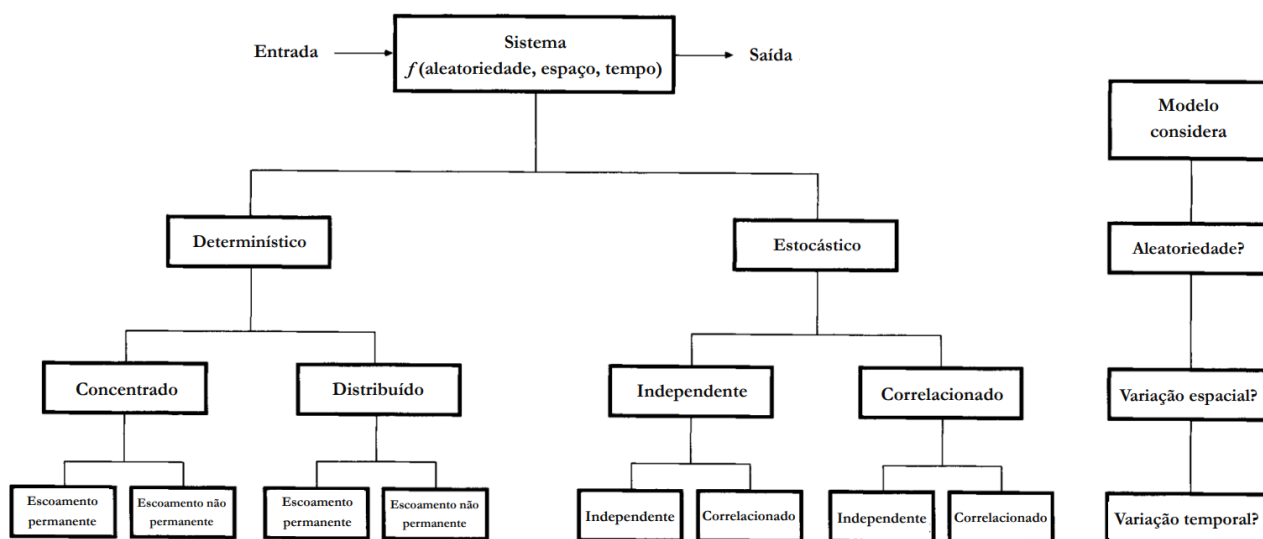 Entrada
Sistema
f (aleatoriedade, espaço, tempo)
Saída
Modelo
considera
Determinístico
Estocástico
Aleatoriedade?
Concentrado
Distribuído
Independente
Correlacionado
Variação espacial?
Escoamento
permanente
Escoamento não
permanente
Escoamento
permanente
Escoamento não
permanente
Independente
Correlacionado
Independente
Correlacionado
Variação temporal?